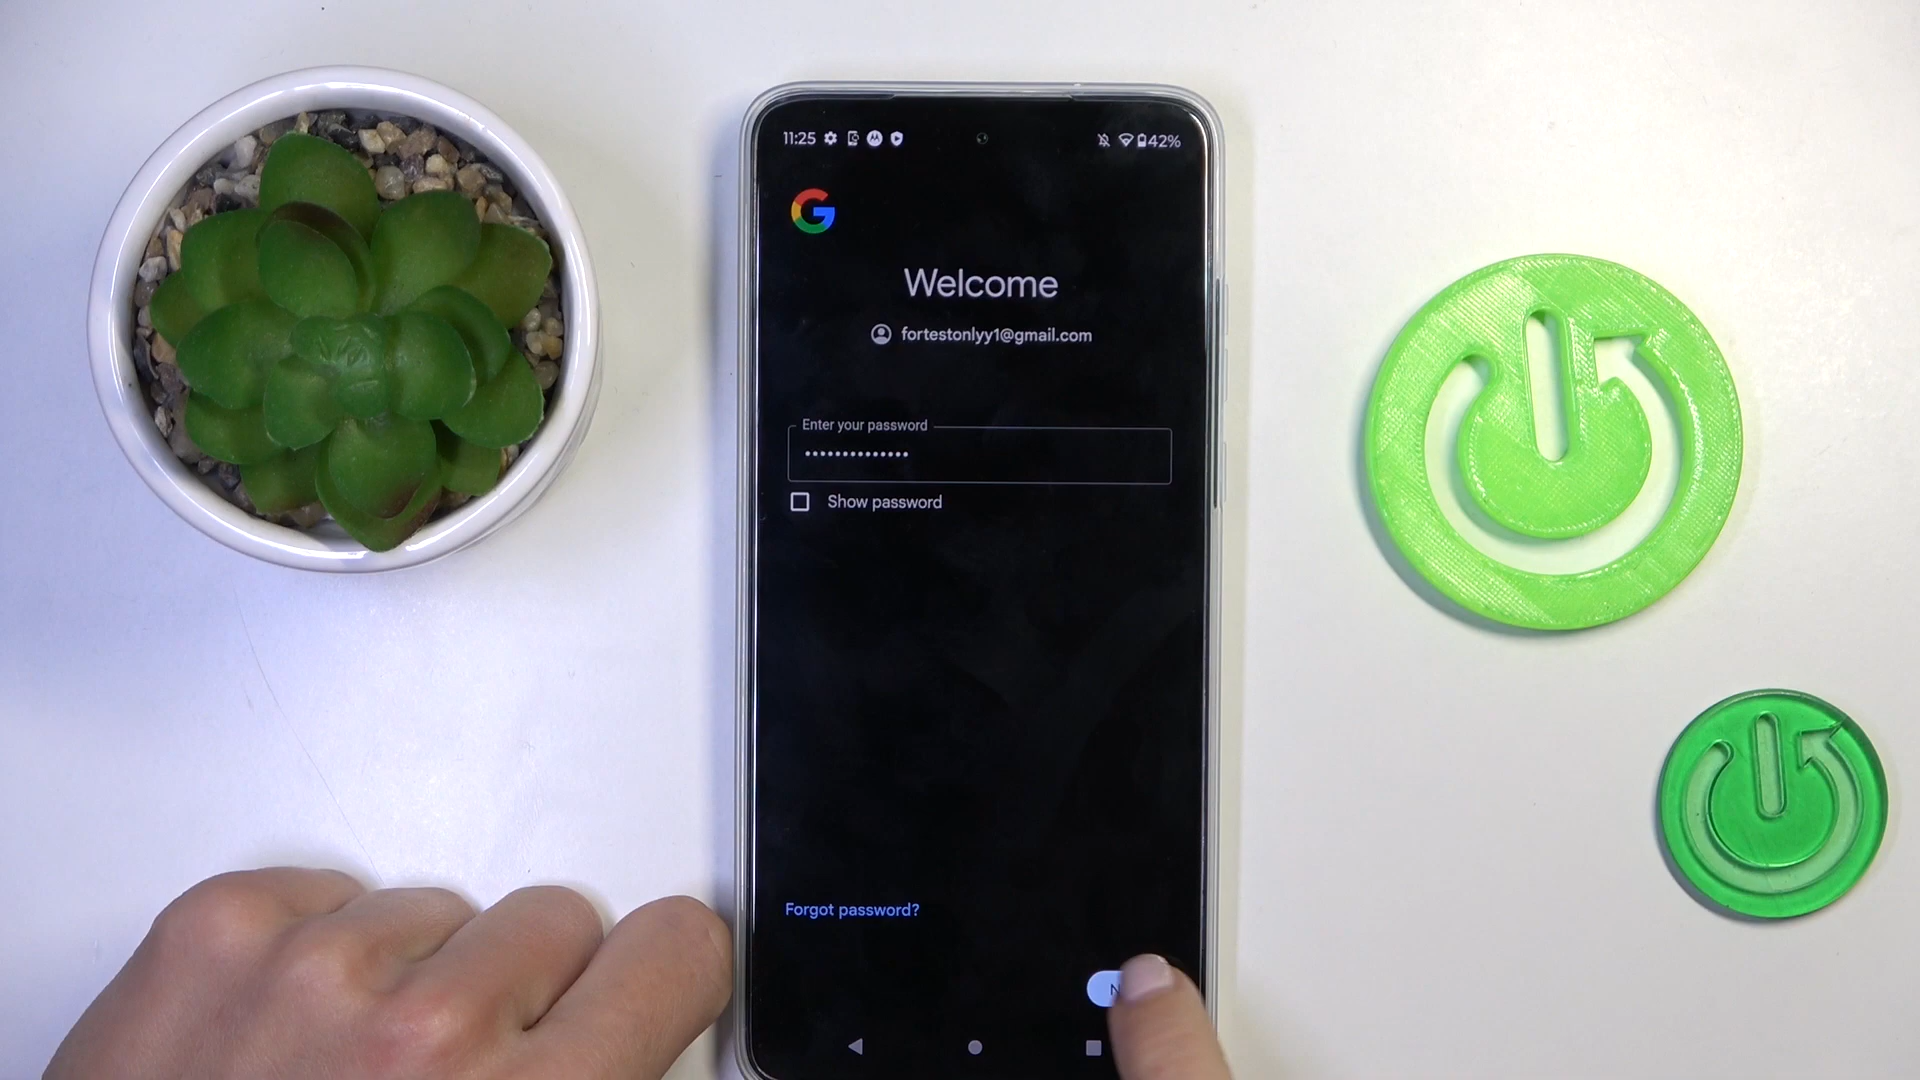 11:25
42%
Welcome
fortestonlyy1@gmail.com
Enter your password
••••••••••••••
Show password
Forgot password?